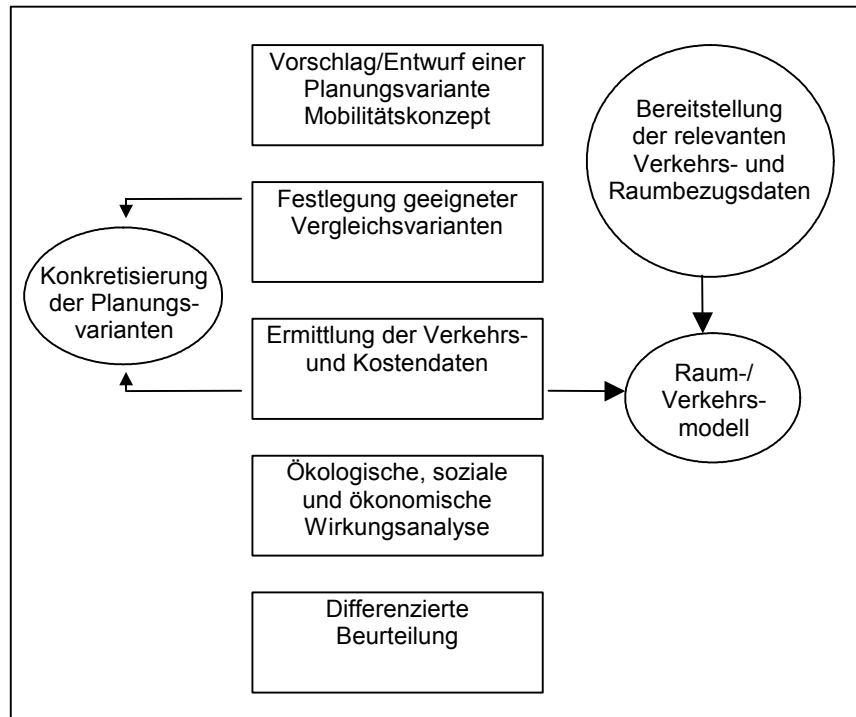 Vorschlag/Entwurf einer
Planungsvariante
Mobilitätskonzept
Bereitstellung
der relevanten
Verkehrs- und
Raumbezugsdaten
Festlegung geeigneter
Vergleichsvarianten
Konkretisierung
der Planungs-
varianten
Ermittlung der Verkehrs-
und Kostendaten
Raum-/
Verkehrs-
modell
Ökologische, soziale
und ökonomische
Wirkungsanalyse
Differenzierte
Beurteilung